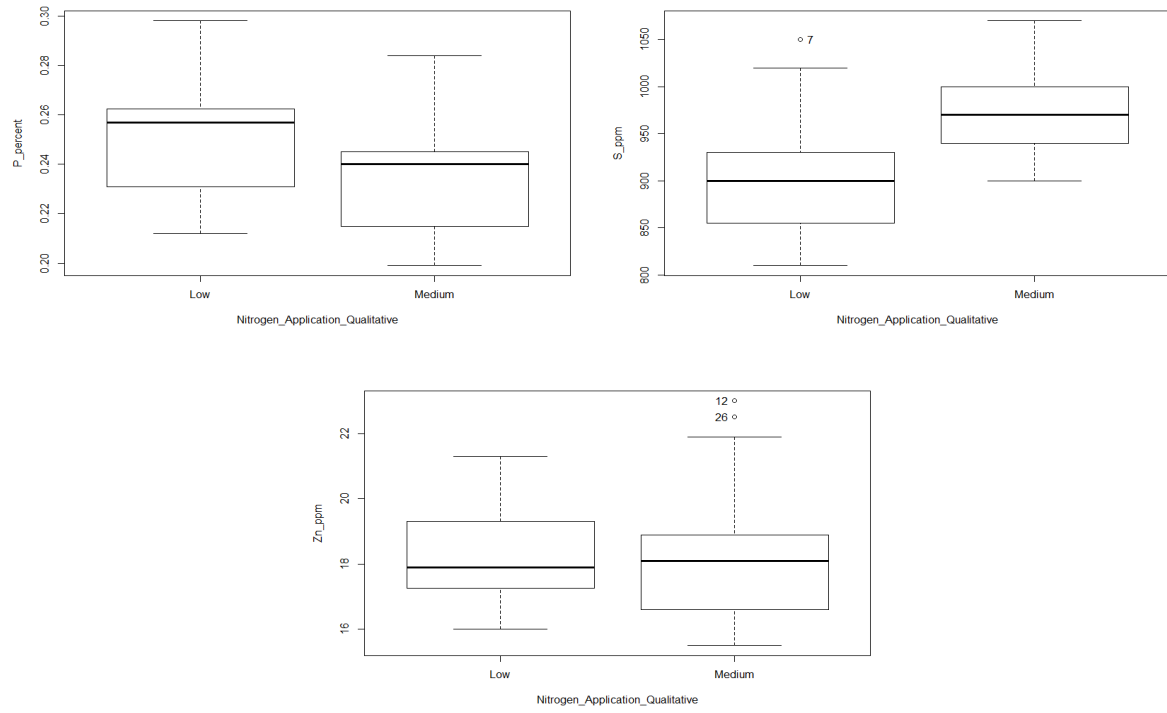 P_percent
0.30
0.28
0.26
0.24
0.22
0.20
Low Medium
Nitrogen_Application_Qualitative
S_ppm
1050
1000
950
900
850
800
7
Low Medium
Nitrogen_Application_Qualitative
Zn_ppm
22
20
18
16
12
26
Low Medium
Nitrogen_Application_Qualitative